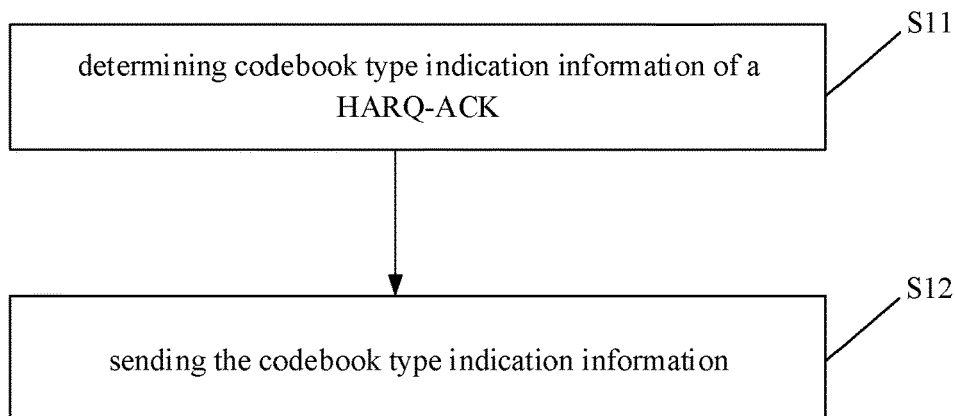 S11
determining codebook type indication information of a
HARQ-ACK
S12
sending the codebook type indication information